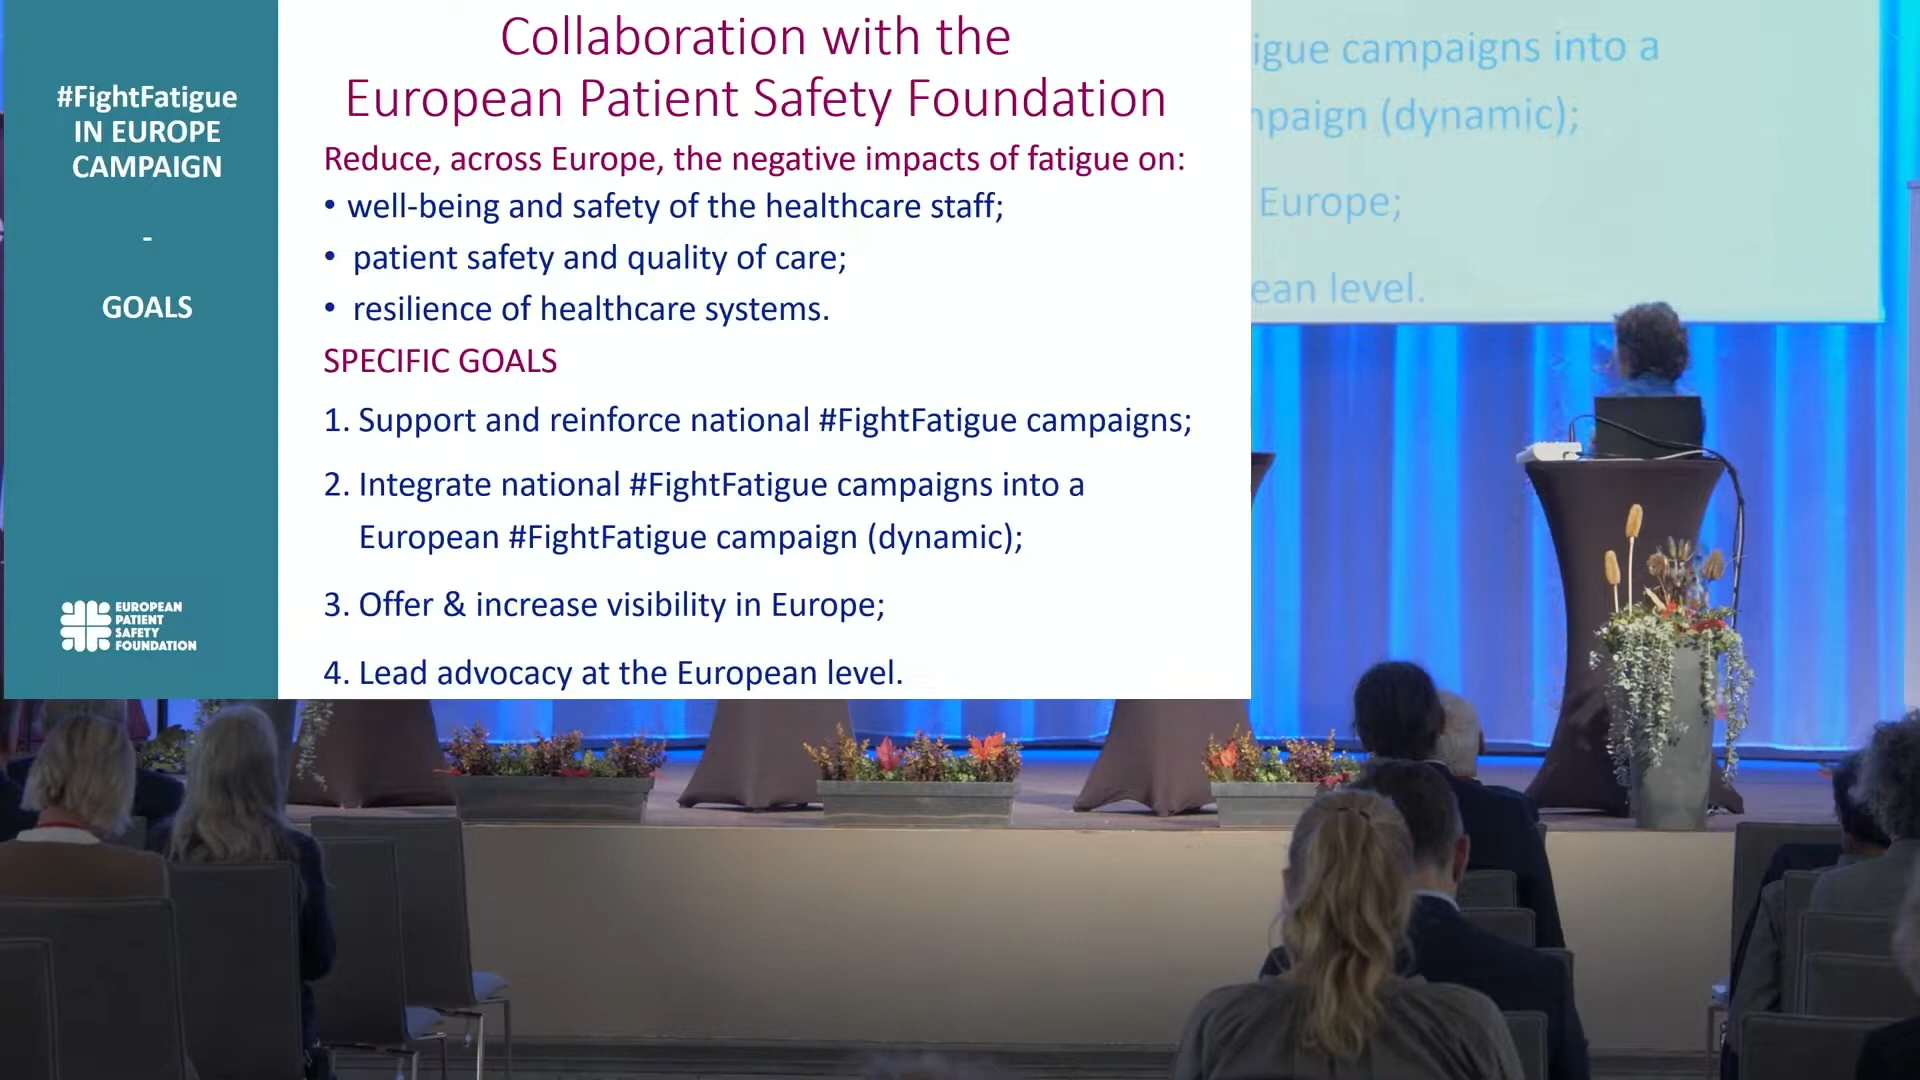 #FightFatigue
IN EUROPE
CAMPAIGN
-
GOALS
EUROPEAN
PATIENT
SAFETY
FOUNDATION
Collaboration with the
European Patient Safety Foundation
Reduce, across Europe, the negative impacts of fatigue on:
• well-being and safety of the healthcare staff;
• patient safety and quality of care;
• resilience of healthcare systems.
SPECIFIC GOALS
1. Support and reinforce national #FightFatigue campaigns;
2. Integrate national #FightFatigue campaigns into a
European #FightFatigue campaign (dynamic);
3. Offer & increase visibility in Europe;
4. Lead advocacy at the European level.
igue campaigns into a
paign (dynamic);
Europe;
ean level.